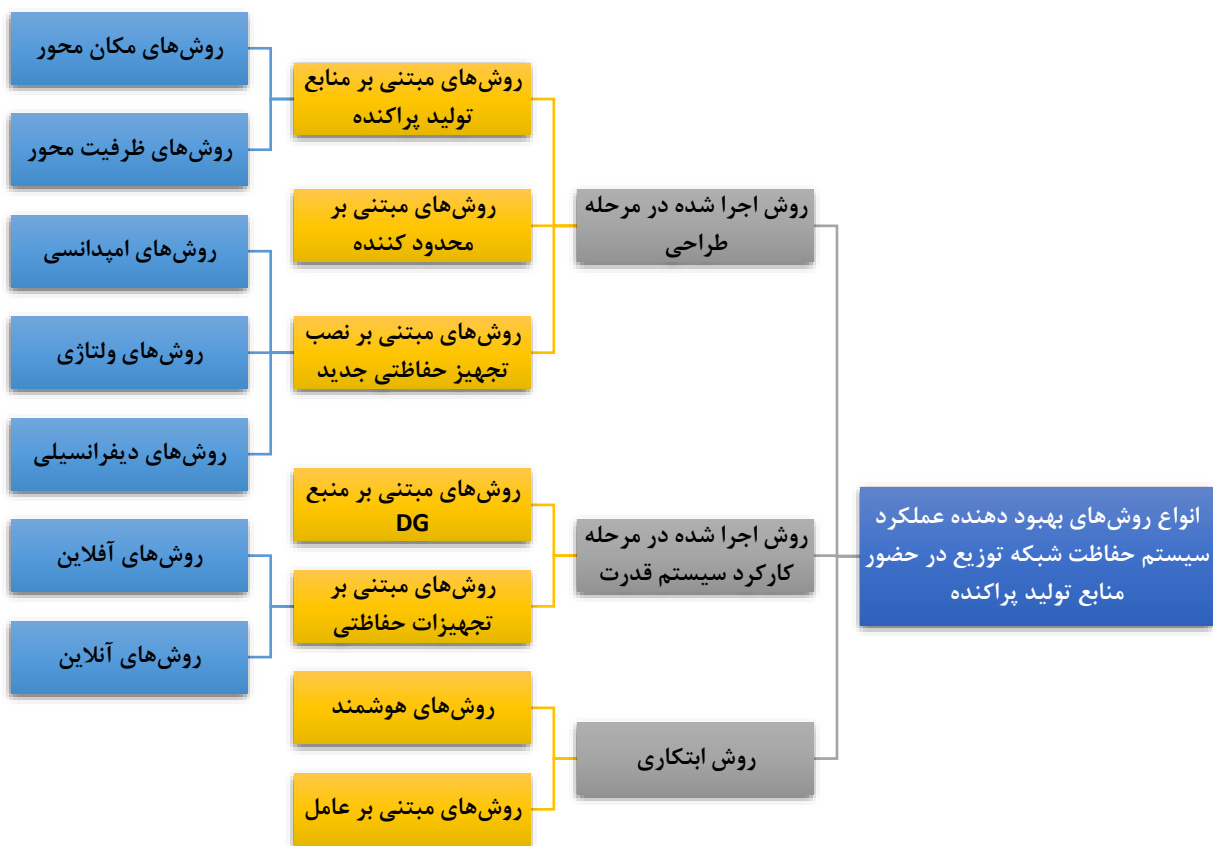 انواع روش‌های بهبود دهنده عملکرد
سیستم حفاظت شبکه توزیع در حضور
منابع تولید پراکنده
روش اجرا شده در مرحله
طراحی
روش‌های مبتنی بر منابع
تولید پراکنده
روش‌های مکان محور
روش‌های ظرفیت محور
روش‌های مبتنی بر
محدود کننده
روش‌های مبتنی بر نصب
تجهیز حفاظتی جدید
روش‌های امپدانسی
روش‌های ولتاژی
روش‌های دیفرانسیلی
روش اجرا شده در مرحله
کارکرد سیستم قدرت
روش‌های مبتنی بر منبع
DG
روش‌های مبتنی بر
تجهیزات حفاظتی
روش‌های آفلاین
روش‌های آنلاین
روش ابتکاری
روش‌های هوشمند
روش‌های مبتنی بر عامل